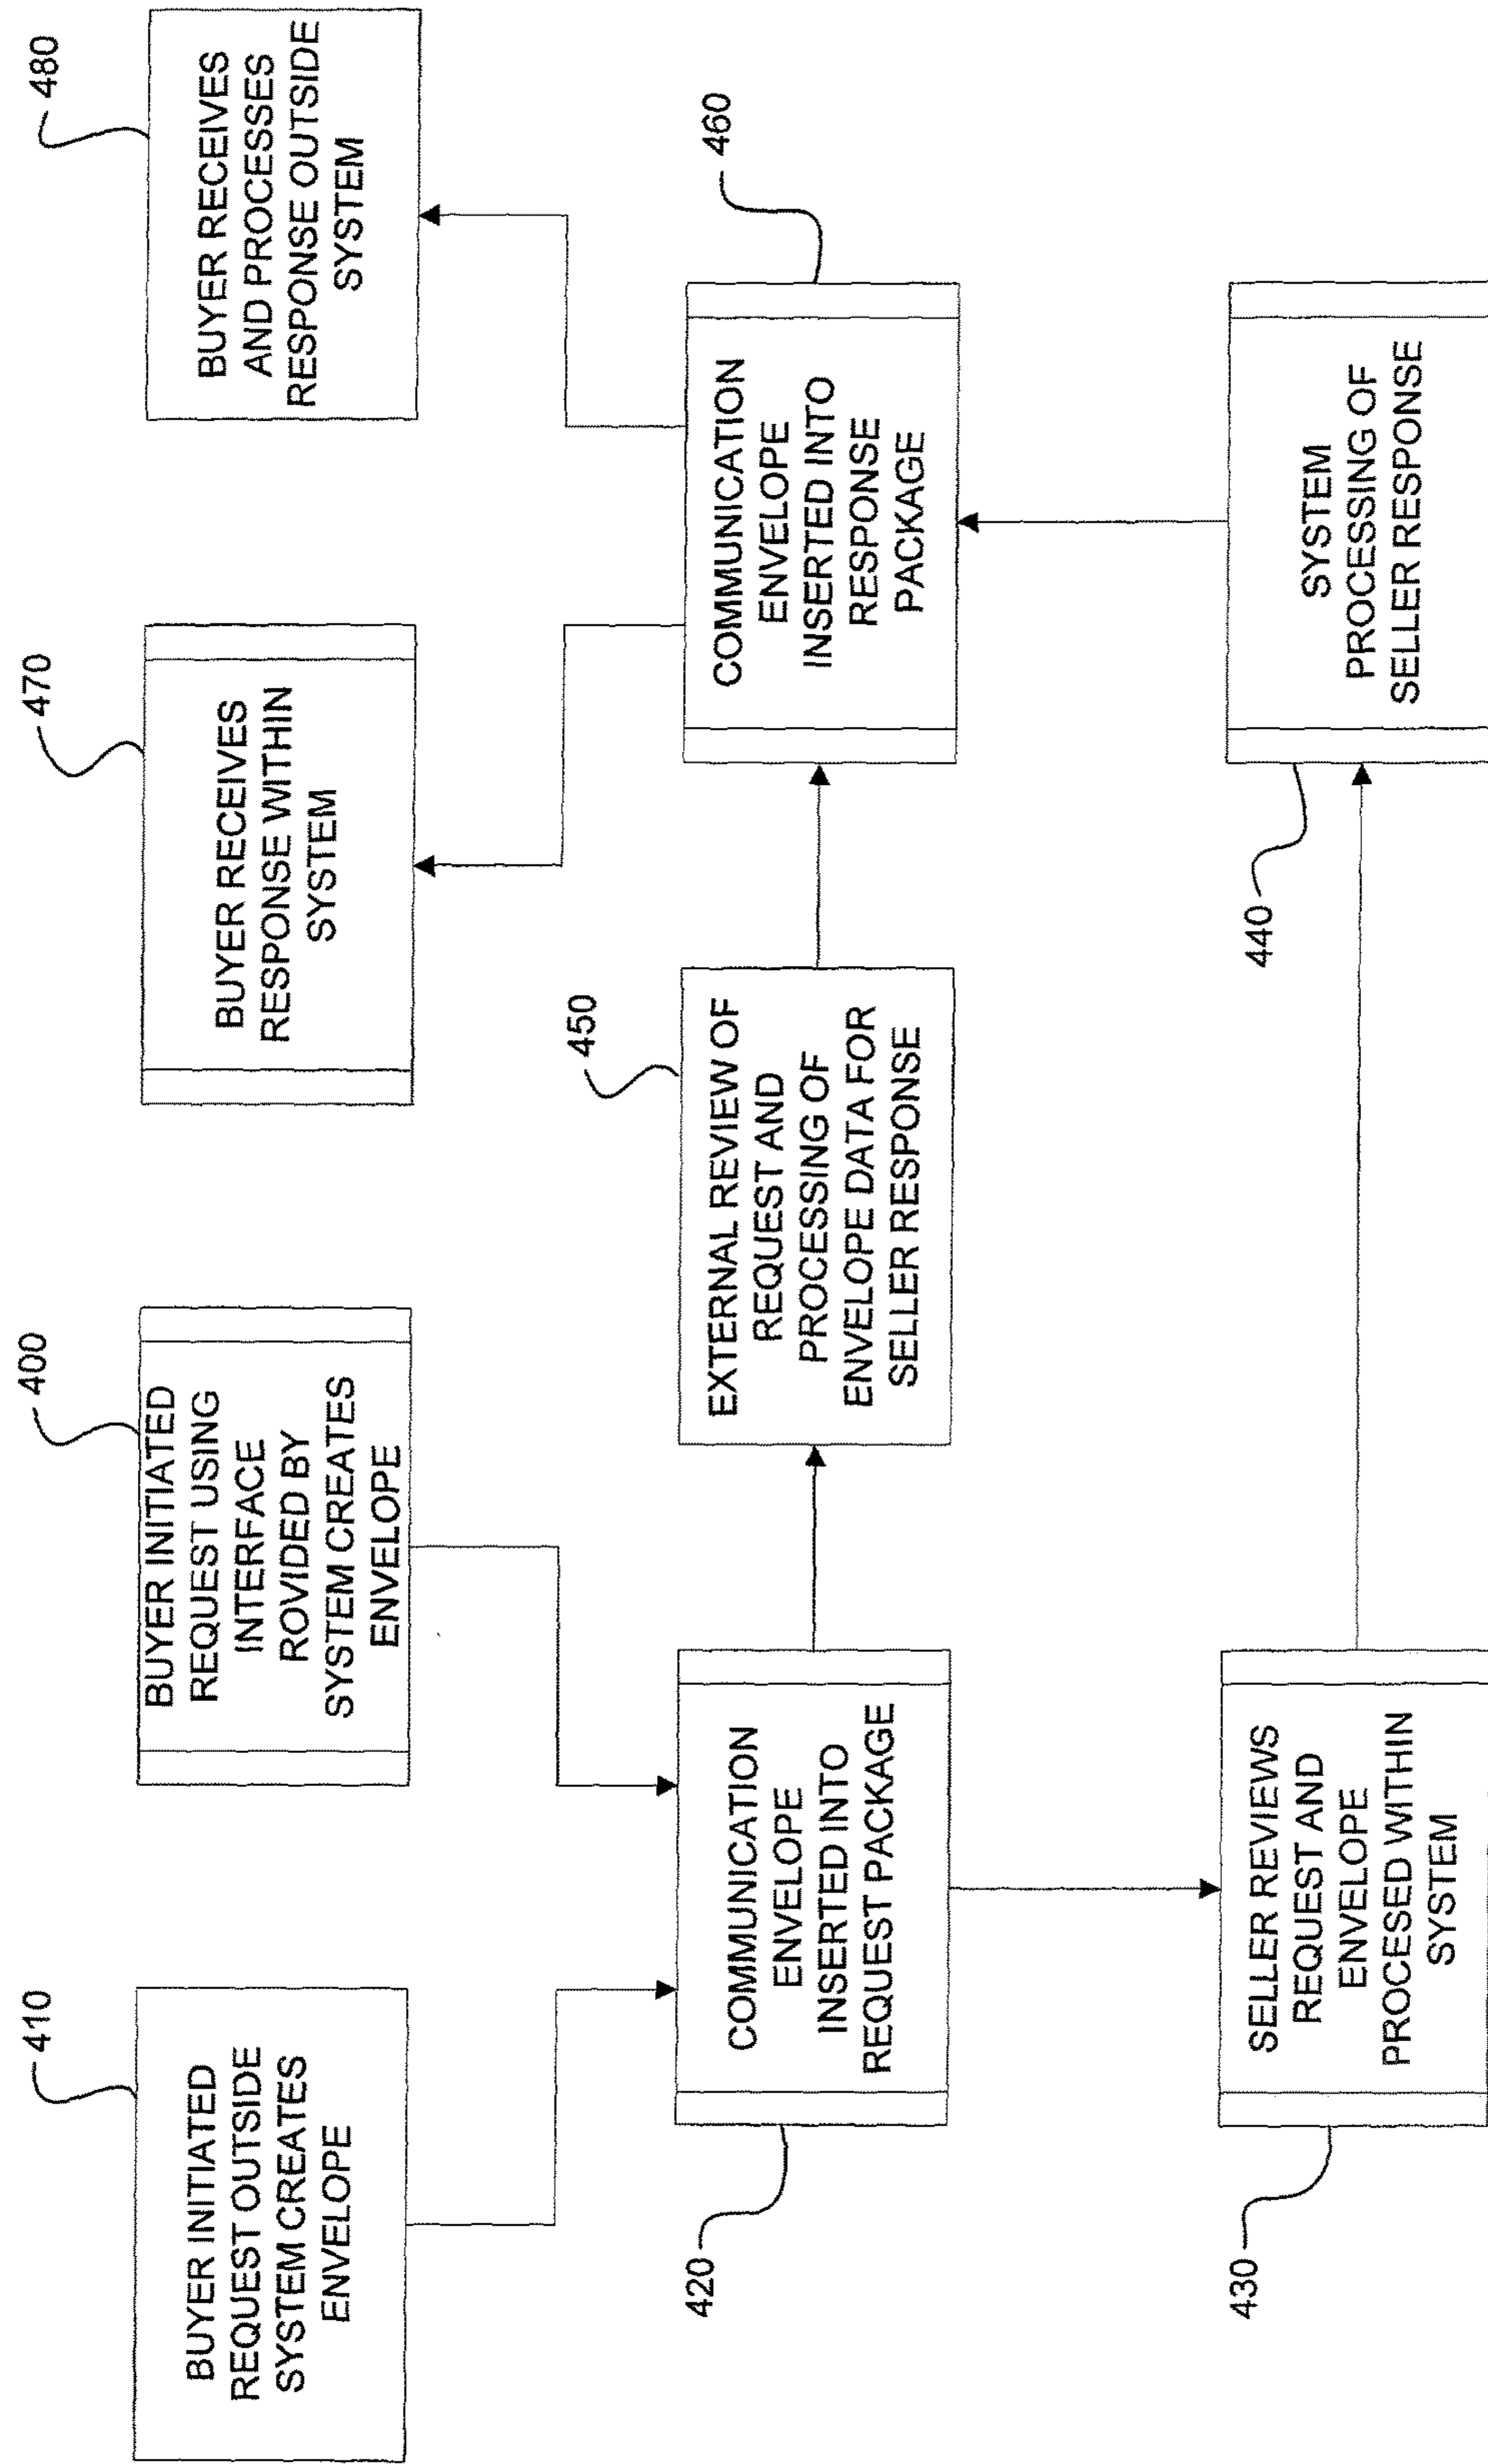 410
BUYER INITIATED
REQUEST OUTSIDE
SYSTEM CREATES
ENVELOPE
400
BUYER INITIATED
REQUEST USING
INTERFACE
ROVIDED BY
SYSTEM CREATES
ENVELOPE
470
BUYER RECEIVES
RESPONSE WITHIN
SYSTEM
480
BUYER RECEIVES
AND PROCESSES
RESPONSE OUTSIDE
SYSTEM
420
COMMUNICATION
ENVELOPE
INSERTED INTO
REQUEST PACKAGE
450
EXTERNAL REVIEW OF
REQUEST AND
PROCESSING OF
ENVELOPE DATA FOR
SELLER RESPONSE
460
COMMUNICATION
ENVELOPE
INSERTED INTO
RESPONSE
PACKAGE
430
SELLER REVIEWS
REQUEST AND
ENVELOPE
PROCESED WITHIN
SYSTEM
440
SYSTEM
PROCESSING OF
SELLER RESPONSE